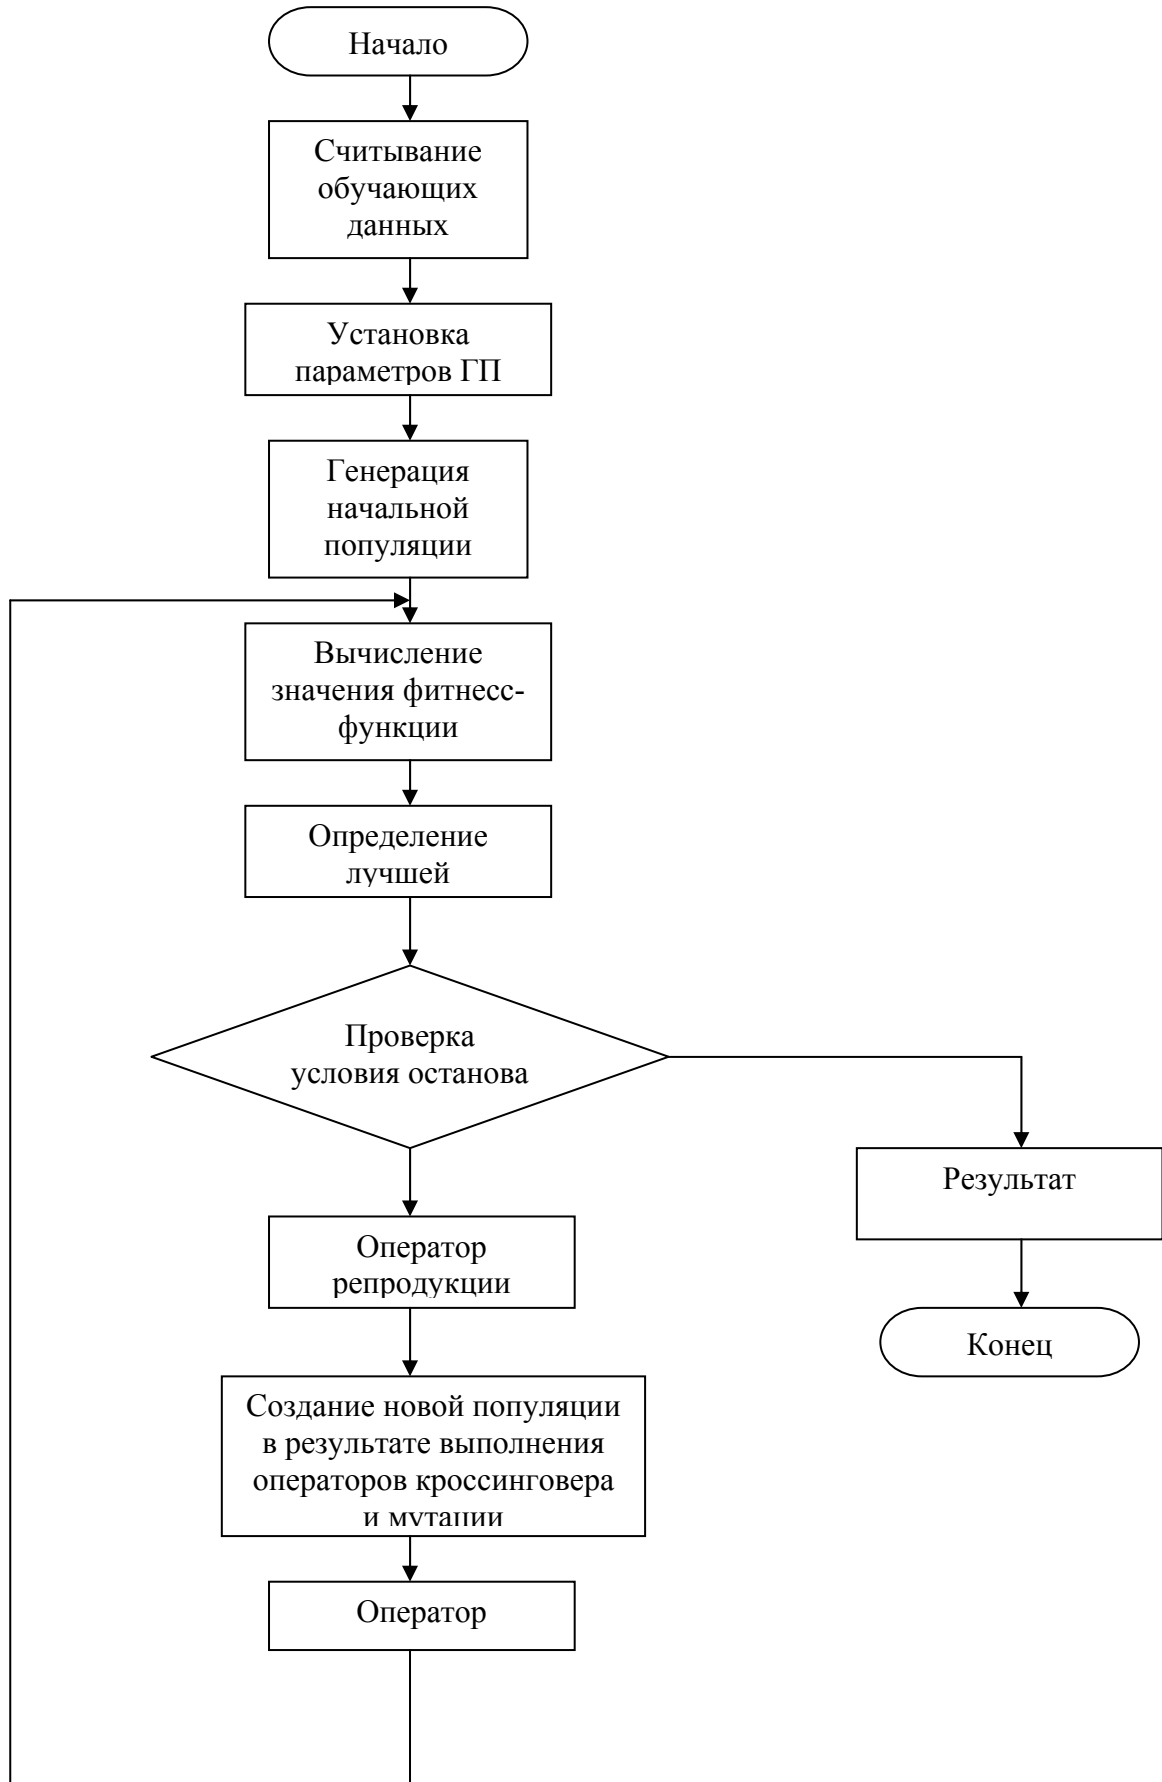 Начало
Считывание
обучающих
данных
Установка
параметров ГП
Генерация
начальной
популяции
Вычисление
значения фитнесс-
функции
Определение
лучшей
Проверка
условия останова
Результат
Оператор
репродукции
Конец
Создание новой популяции
в результате выполнения
операторов кроссинговера
и мутации
Оператор